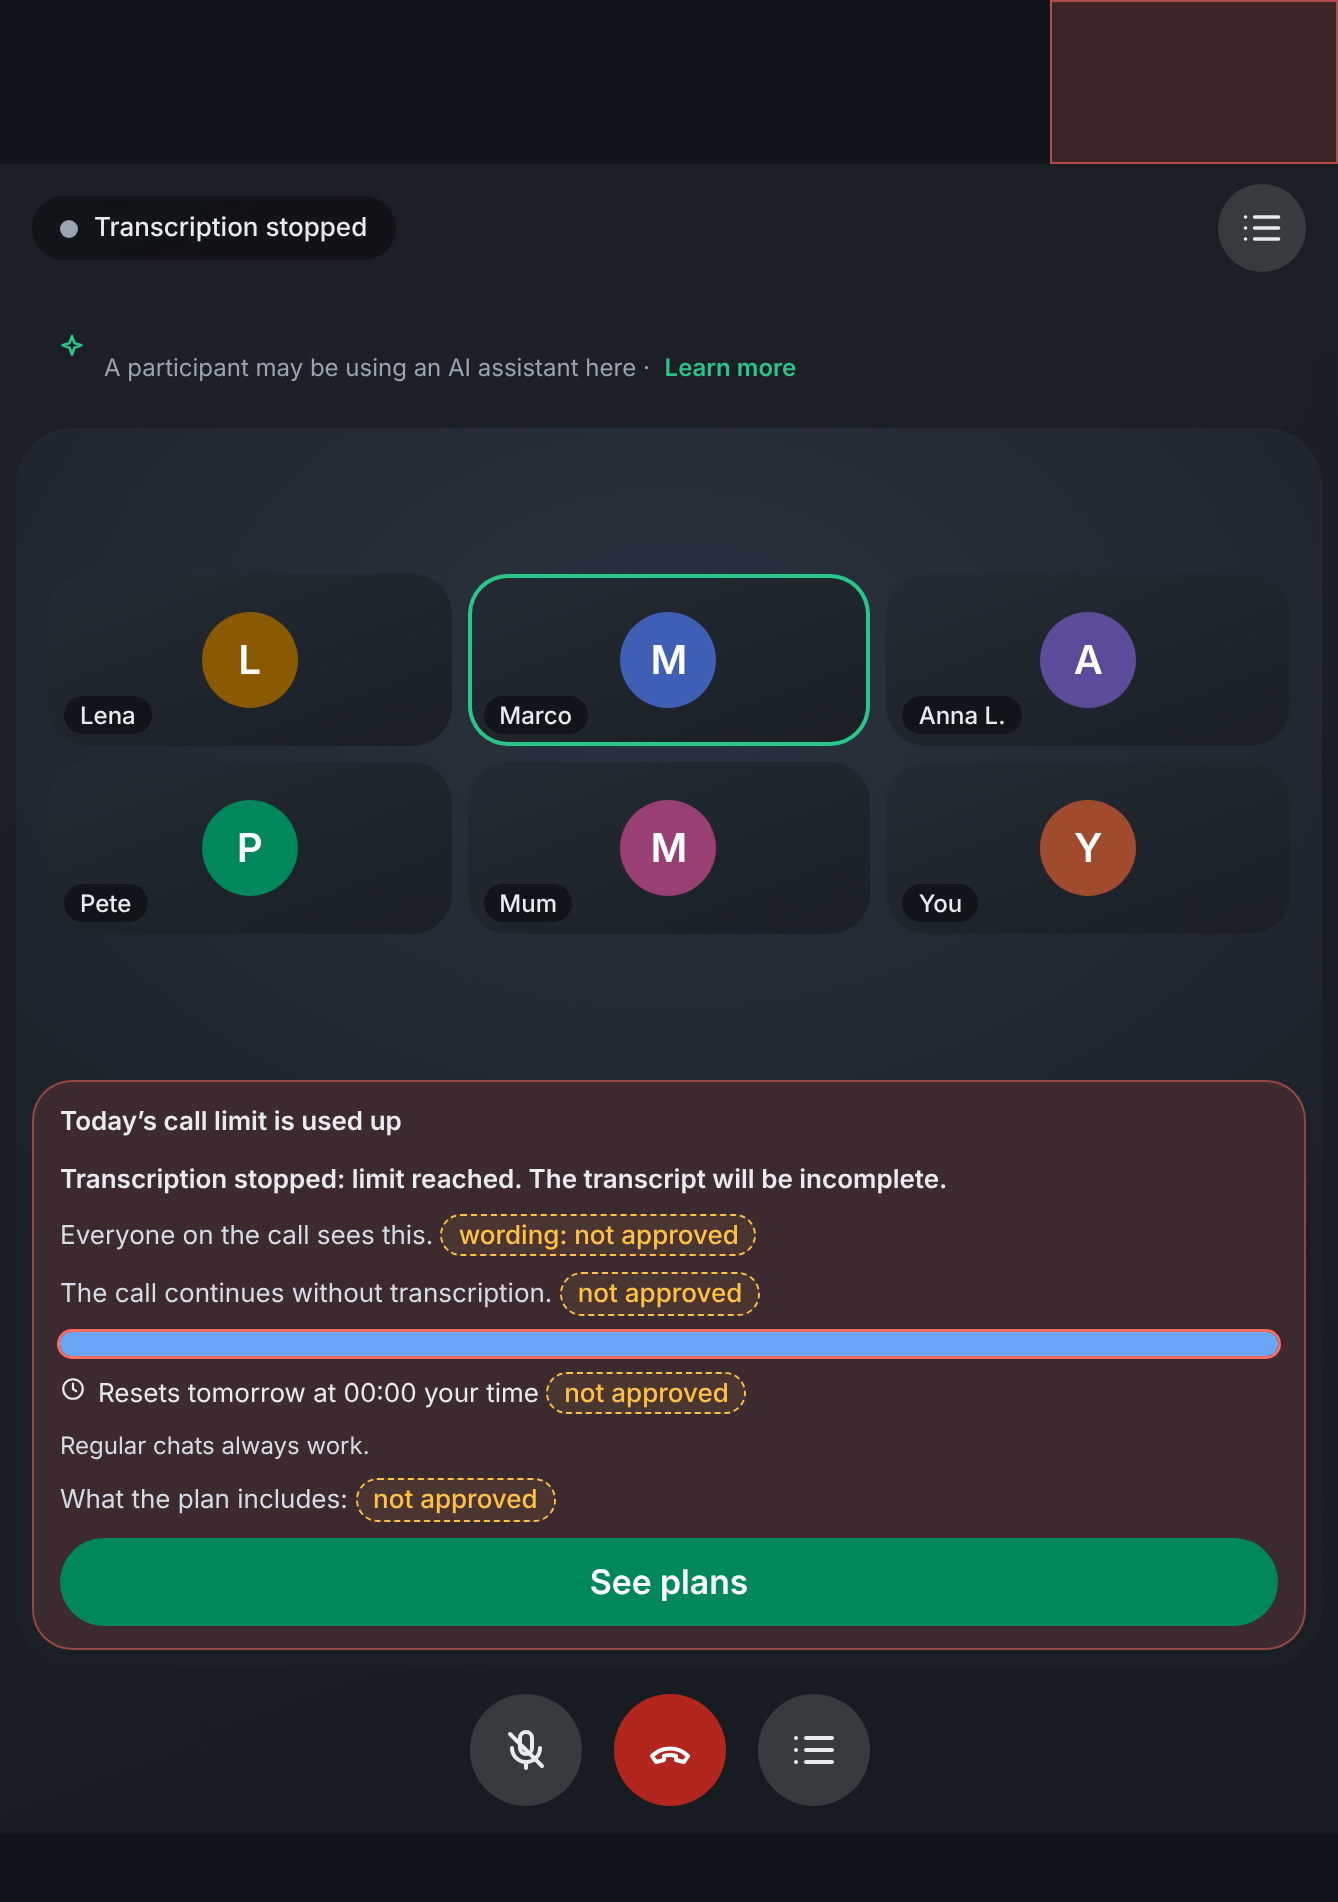 Transcription stopped
A participant may be using an AI assistant here · Learn more
L
Lena
M
Marco
A
Anna L.
P
Pete
M
Mum
Y
You
Today’s call limit is used up
Transcription stopped: limit reached. The transcript will be incomplete.
Everyone on the call sees this. wording: not approved
The call continues without transcription. not approved
Resets tomorrow at 00:00 your time not approved
Regular chats always work.
What the plan includes: not approved
See plans